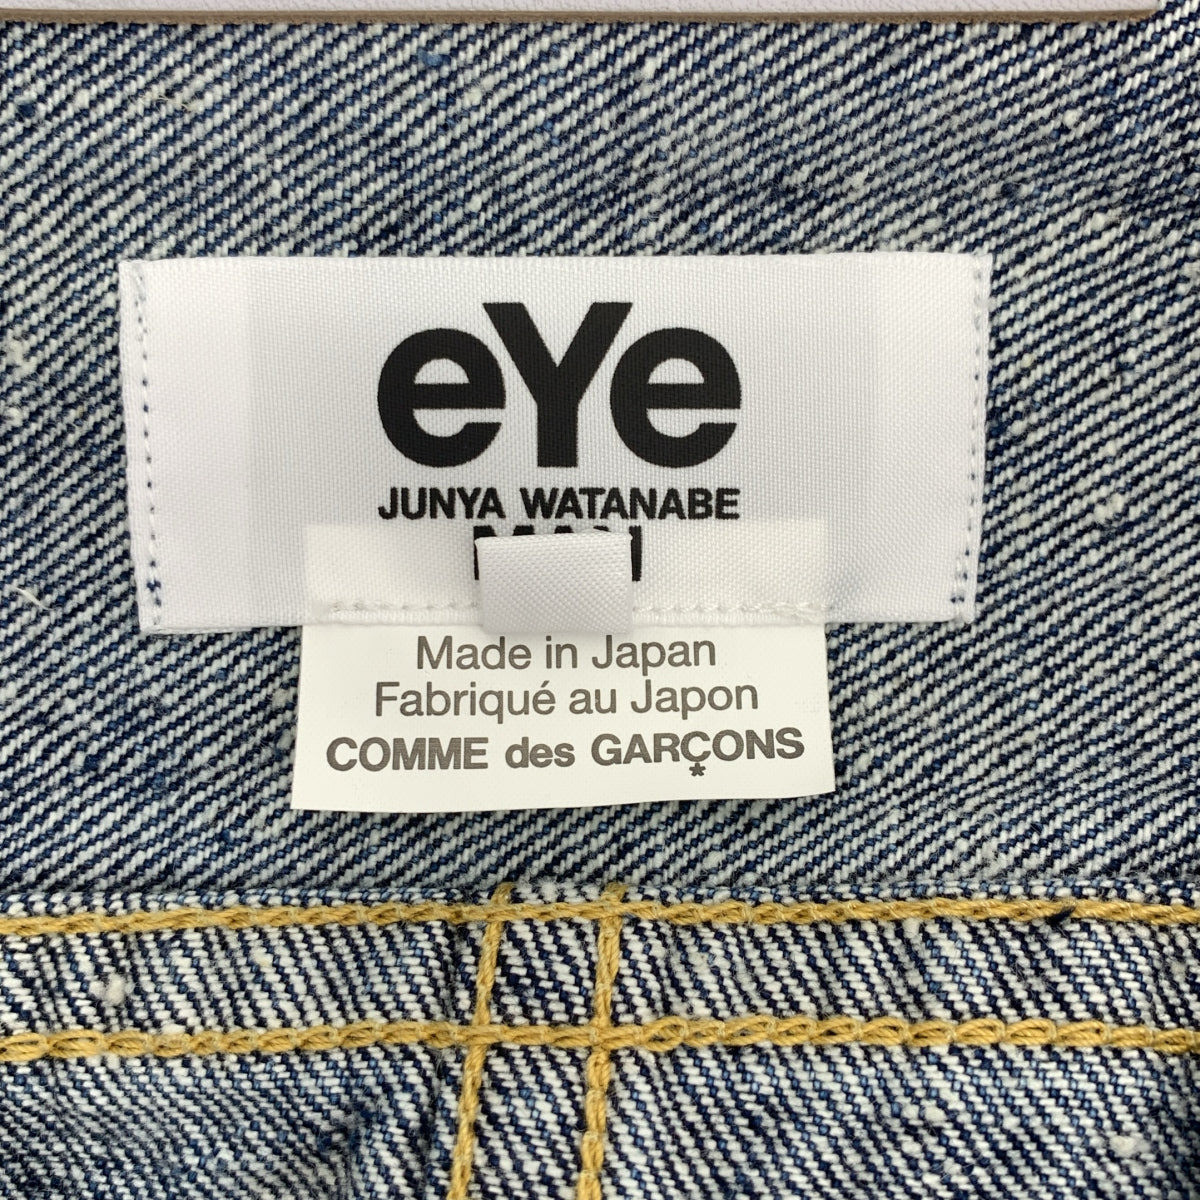 eYe
JUNYA WATANABE
Made in Japan
Fabriqué au Japon
COMME des GARÇONS
*